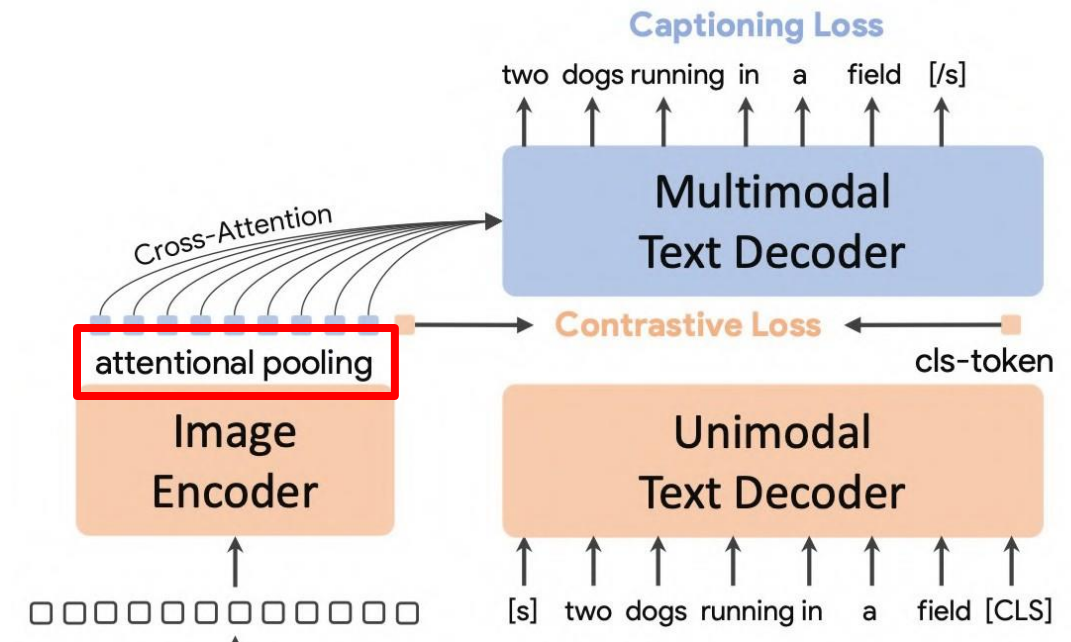 Captioning Loss
two dogs running in a field [/s]
Multimodal
Text Decoder
Cross-Attention
Contrastive Loss
attentional pooling
cls-token
Image
Encoder
Unimodal
Text Decoder
[s] two dogs running in a field [CLS]